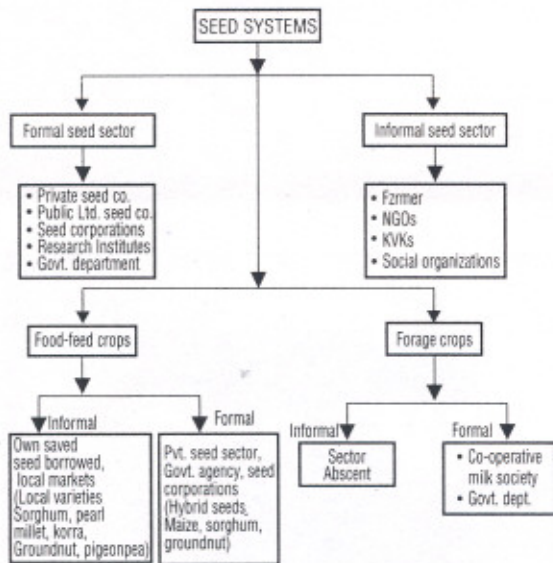 SEED SYSTEMS
Formal seed sector
Informal seed sector
• Private seed co.
• Public Ltd. seed co.
• Seed corporations
• Research Institutes
• Govt. department
• Fzrmer
• NGOs
• KVKs
• Social organizations
Food-feed crops
Forage crops
Informal
Formal
Informal
Formal
Own saved
seed borrowed,
local markets
(Local varieties
Sorghum, pearl
millet, korra,
Groundnut, pigeonpea)
Pvt. seed sector,
Govt. agency, seed
corporations
(Hybrid seeds,
Maize, sorghum,
groundnut)
Sector
Abscent
• Co-operative
milk society
• Govt. dept.